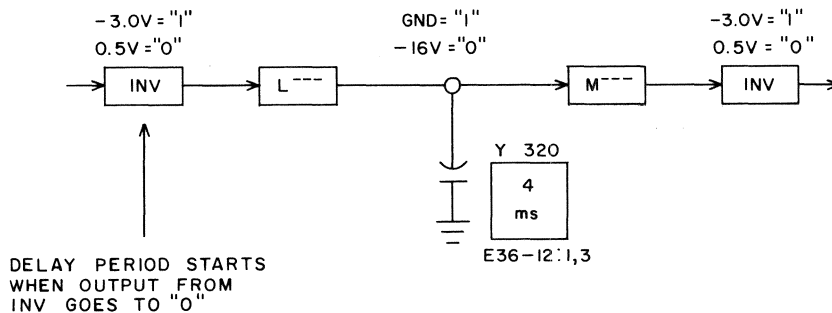 -3.0V = "1"
0.5V = "0"
GND = "1"
-16V = "0"
-3.0V = "1"
0.5V = "0"
INV
L---
M---
INV
Y 320
4
ms
E36-12:1,3
DELAY PERIOD STARTS
WHEN OUTPUT FROM
INV GOES TO "0"